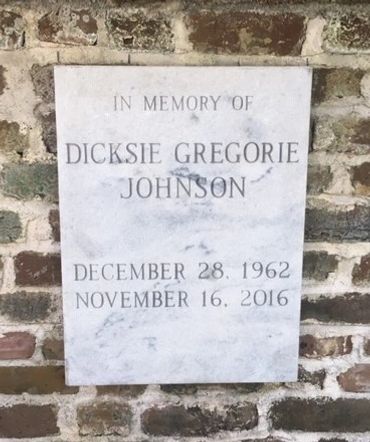 IN MEMORY OF
DICKSIE GREGORIE
JOHNSON
DECEMBER 28, 1962
NOVEMBER 16, 2016